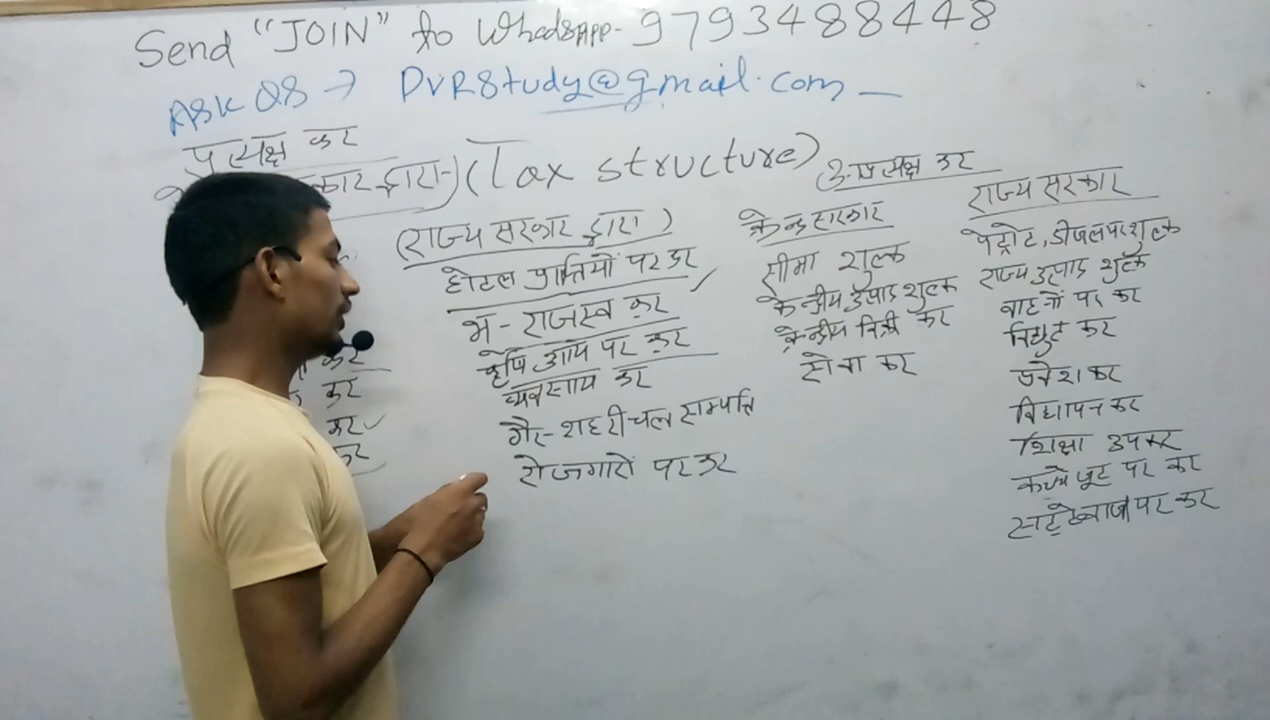 Send "JOIN" to WhatsAPP- 9793488448
ASK QS → DVRStudy@gmail.com
प्रत्यक्ष कर
कार द्वारा-) (Tax structure)
अप्रत्यक्ष कर
(राज्य सरकार द्वारा)
होटल प्राप्तियों पर कर
भू-राजस्व कर
कृषि आय पर कर
व्यवसाय कर
गैर-शहरी चल सम्पत्ति
रोजगारों पर कर
कर
कर
कर
कर
केन्द्र सरकार
सीमा शुल्क
केन्द्रीय उत्पाद शुल्क
केन्द्रीय बिक्री कर
सेवा कर
राज्य सरकार
पेट्रोट, डीजल पर शुल्क
राज्य उत्पाद शुल्क
वाहनों पर कर
विद्युत कर
प्रवेश कर
विज्ञापन कर
शिक्षा उपकर
कच्चे जूट पर कर
सट्टेबाजी पर कर